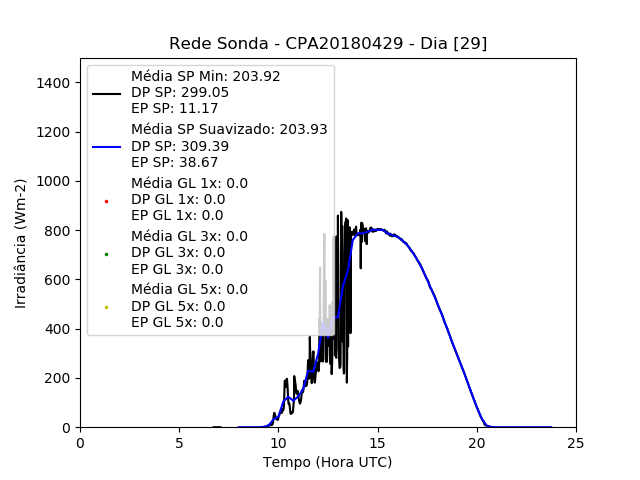 Rede Sonda - CPA20180429 - Dia [29]
Irradiância (Wm-2)
1400
1200
1000
800
600
400
200
0
Média SP Min: 203.92
DP SP: 299.05
EP SP: 11.17
Média SP Suavizado: 203.93
DP SP: 309.39
EP SP: 38.67
Média GL 1x: 0.0
DP GL 1x: 0.0
EP GL 1x: 0.0
Média GL 3x: 0.0
DP GL 3x: 0.0
EP GL 3x: 0.0
Média GL 5x: 0.0
DP GL 5x: 0.0
EP GL 5x: 0.0
0 5 10 15 20 25
Tempo (Hora UTC)